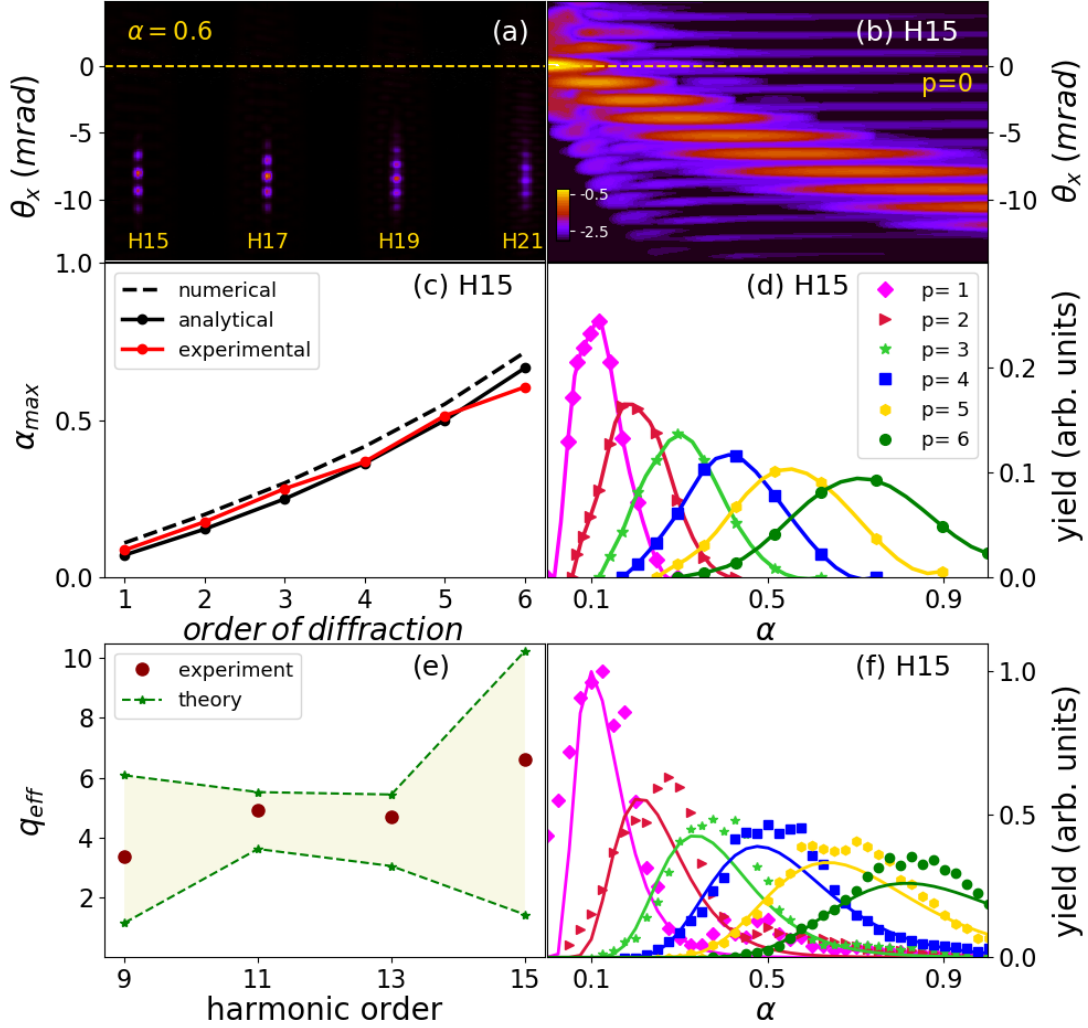 α = 0.6
(a)
0
-5
-10
θx (mrad)
H15
H17
H19
H21
(b) H15
p=0
-0.5
-2.5
0
-5
-10
θx (mrad)
(c) H15
numerical
analytical
experimental
1.0
0.5
0.0
αmax
1 2 3 4 5 6
order of diffraction
(d) H15
p= 1
p= 2
p= 3
p= 4
p= 5
p= 6
0.2
0.1
0.0
yield (arb. units)
0.1 0.5 0.9
α
(e)
experiment
theory
10
8
6
4
2
qeff
9 11 13 15
harmonic order
(f) H15
1.0
0.5
0.0
yield (arb. units)
0.1 0.5 0.9
α